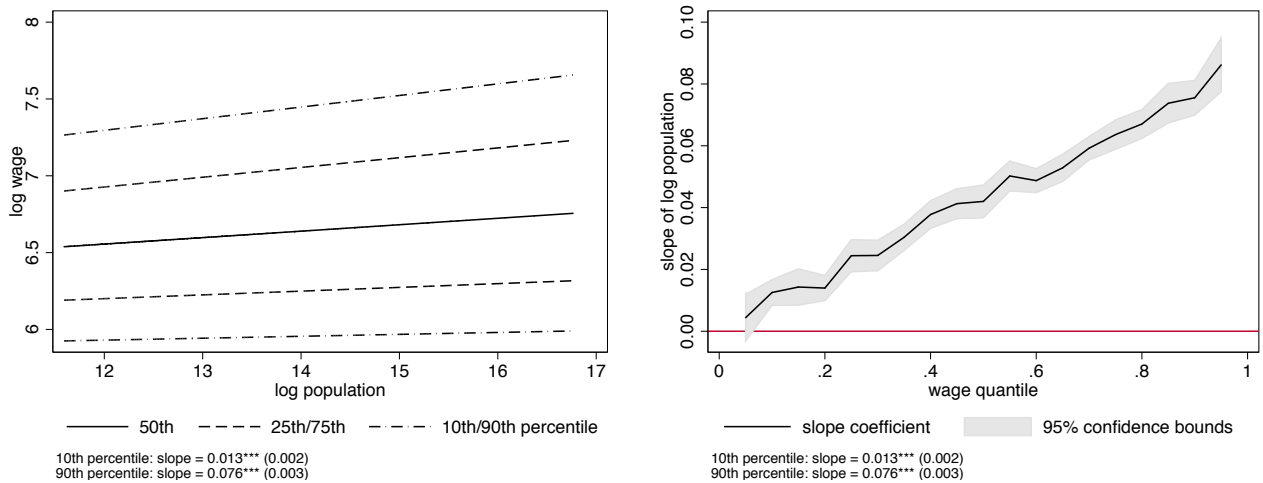 log wage
8
7.5
7
6.5
6
12 13 14 15 16 17
log population
50th 25th/75th 10th/90th percentile
10th percentile: slope = 0.013*** (0.002)
90th percentile: slope = 0.076*** (0.003)
slope of log population
0.10
0.08
0.06
0.04
0.02
0.00
0 .2 .4 .6 .8 1
wage quantile
slope coefficient 95% confidence bounds
10th percentile: slope = 0.013*** (0.002)
90th percentile: slope = 0.076*** (0.003)